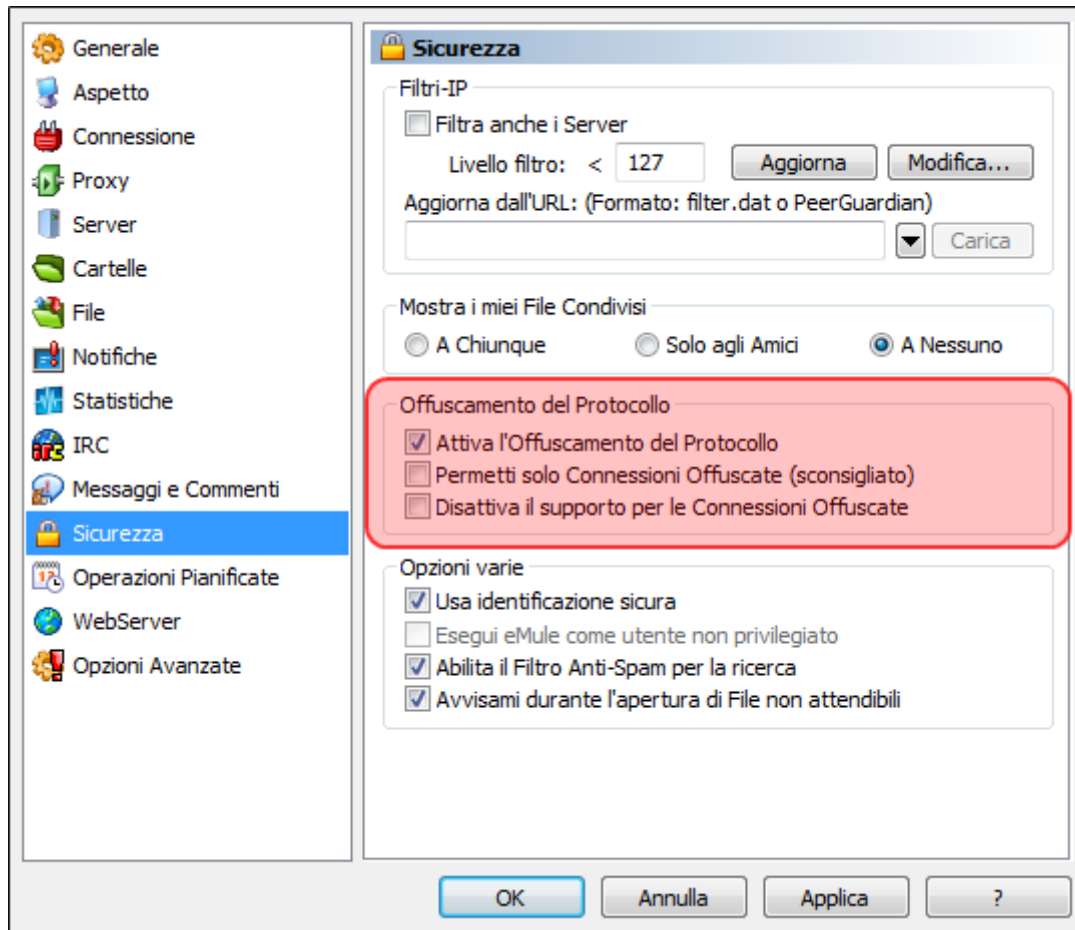 Generale
Aspetto
Connessione
Proxy
Server
Cartelle
File
Notifiche
Statistiche
IRC
Messaggi e Commenti
Sicurezza
Operazioni Pianificate
WebServer
Opzioni Avanzate
Sicurezza
Filtri-IP
Filtra anche i Server
Livello filtro: < 127 Aggiorna Modifica...
Aggiorna dall'URL: (Formato: filter.dat o PeerGuardian)
Carica
Mostra i miei File Condivisi
A Chiunque Solo agli Amici A Nessuno
Offuscamento del Protocollo
Attiva l'Offuscamento del Protocollo
Permetti solo Connessioni Offuscate (sconsigliato)
Disattiva il supporto per le Connessioni Offuscate
Opzioni varie
Usa identificazione sicura
Esegui eMule come utente non privilegiato
Abilita il Filtro Anti-Spam per la ricerca
Avvisami durante l'apertura di File non attendibili
OK Annulla Applica ?